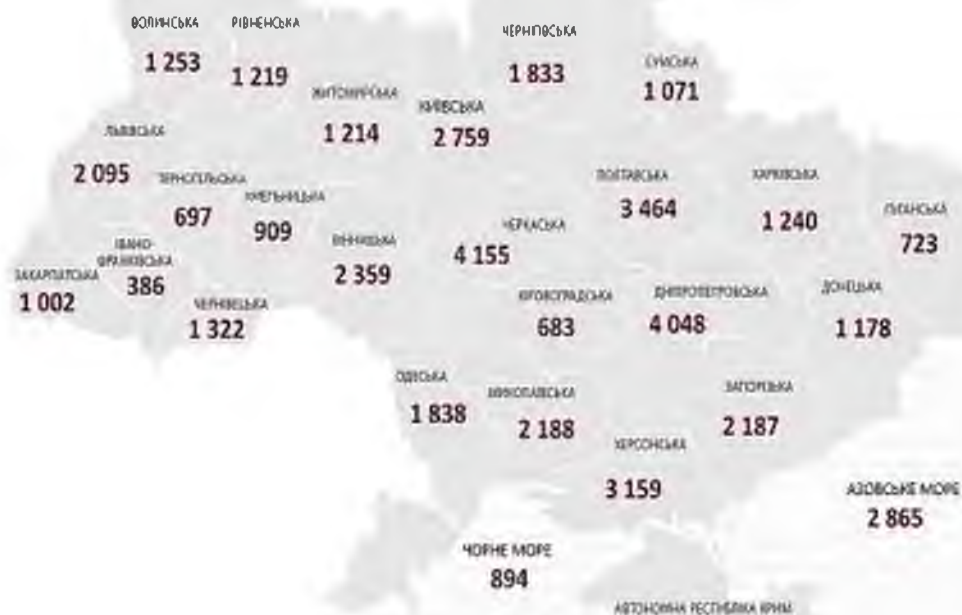 ВОЛИНСЬКА
1 253
РІВНЕНСЬКА
1 219
ЧЕРНІГІВСЬКА
1 833
СУМСЬКА
1 071
ЖИТОМИРСЬКА
1 214
КИЇВСЬКА
2 759
ЛЬВІВСЬКА
2 095
ТЕРНОПІЛЬСЬКА
697
ХМЕЛЬНИЦЬКА
909
ВІННИЦЬКА
2 359
ЧЕРКАСЬКА
4 155
ПОЛТАВСЬКА
3 464
ХАРКІВСЬКА
1 240
ЛУГАНСЬКА
723
ЗАКАРПАТСЬКА
1 002
ІВАНО-
ФРАНКІВСЬКА
386
ЧЕРНІВЕЦЬКА
1 322
КІРОВОГРАДСЬКА
683
ДНІПРОПЕТРОВСЬКА
4 048
ДОНЕЦЬКА
1 178
ОДЕСЬКА
1 838
МИКОЛАЇВСЬКА
2 188
ХЕРСОНСЬКА
3 159
ЗАПОРІЗЬКА
2 187
АЗОВСЬКЕ МОРЕ
2 865
ЧОРНЕ МОРЕ
894
АВТОНОМНА РЕСПУБЛІКА КРИМ